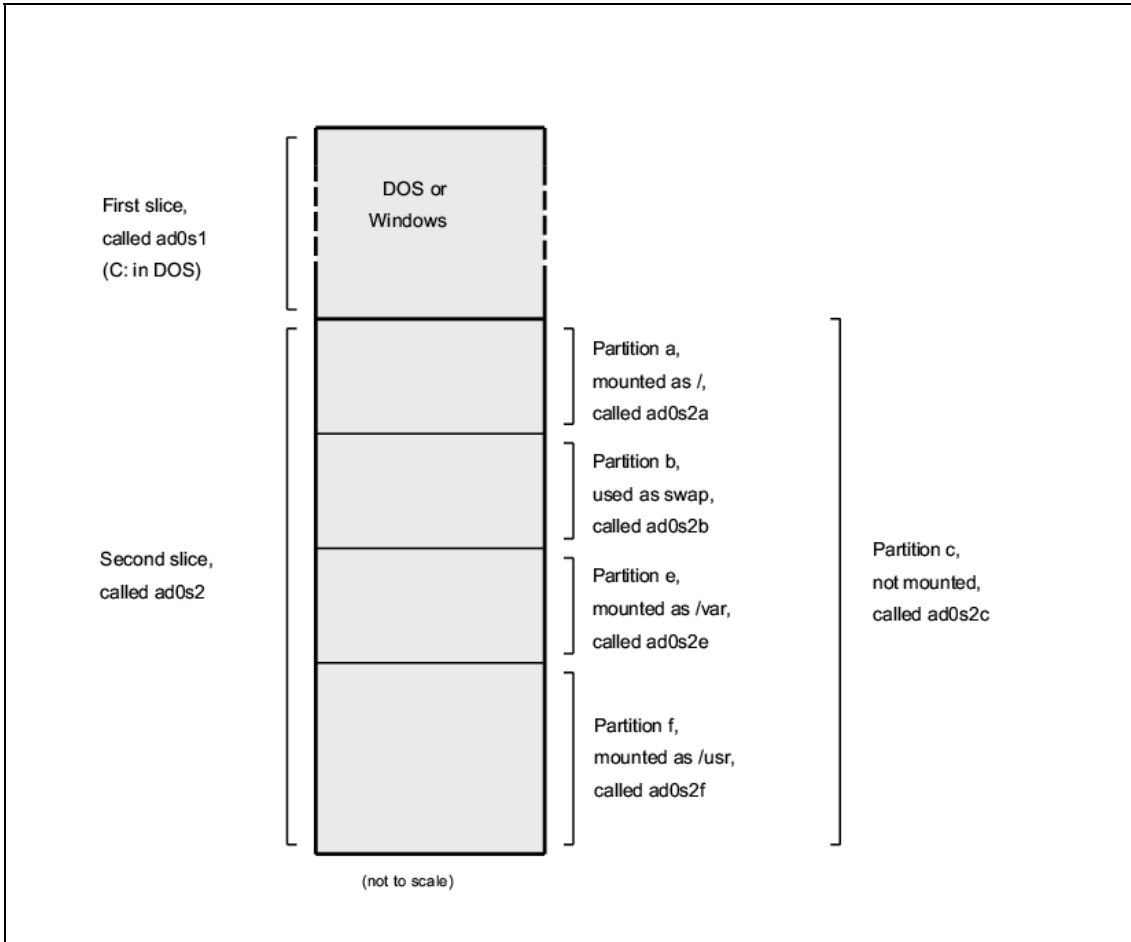 DOS or
Windows
First slice,
called ad0s1
(C: in DOS)
Partition a,
mounted as /,
called ad0s2a
Partition b,
used as swap,
called ad0s2b
Second slice,
called ad0s2
Partition e,
mounted as /var,
called ad0s2e
Partition c,
not mounted,
called ad0s2c
Partition f,
mounted as /usr,
called ad0s2f
(not to scale)